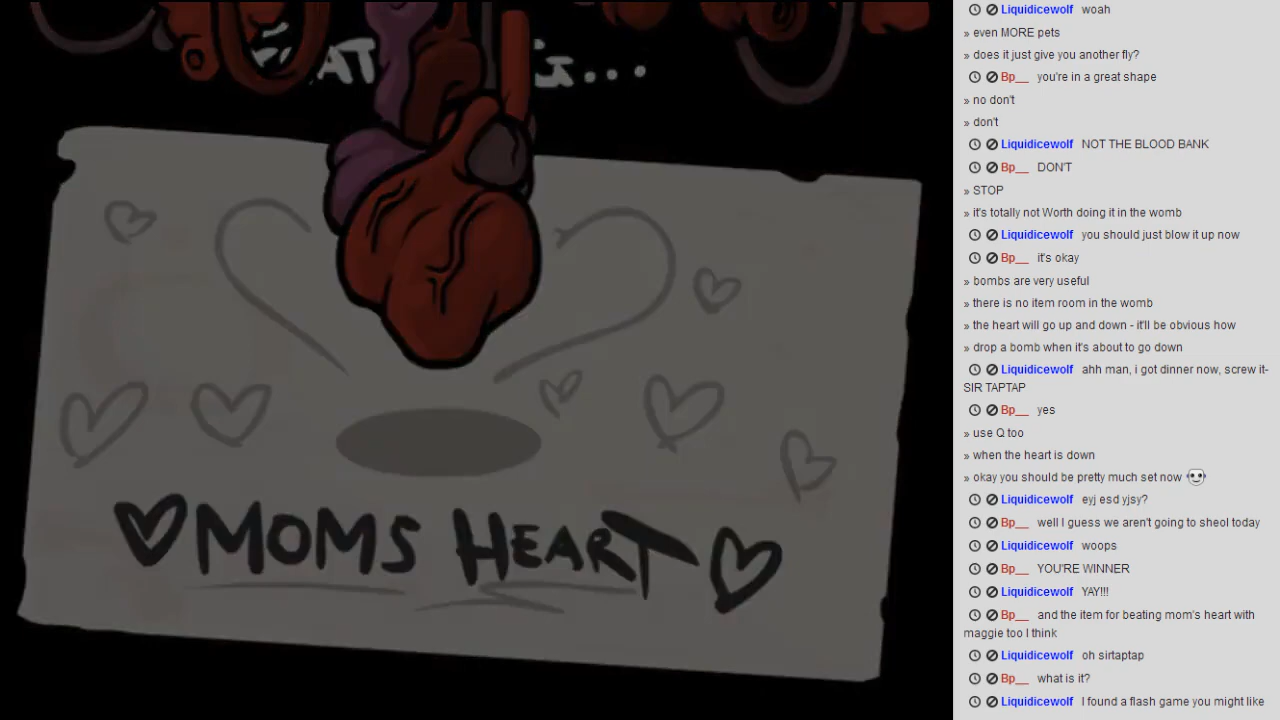 AT is...
MOMS HEART
Liquidicewolf woah
» even MORE pets
» does it just give you another fly?
Bp__ you're in a great shape
» no don't
» don't
Liquidicewolf NOT THE BLOOD BANK
Bp__ DON'T
» STOP
» it's totally not Worth doing it in the womb
Liquidicewolf you should just blow it up now
Bp__ it's okay
» bombs are very useful
» there is no item room in the womb
» the heart will go up and down - it'll be obvious how
» drop a bomb when it's about to go down
Liquidicewolf ahh man, i got dinner now, screw it-
SIR TAPTAP
Bp__ yes
» use Q too
» when the heart is down
» okay you should be pretty much set now
Liquidicewolf eyj esd yjsy?
Bp__ well I guess we aren't going to sheol today
Liquidicewolf woops
Bp__ YOU'RE WINNER
Liquidicewolf YAY!!!
Bp__ and the item for beating mom's heart with
maggie too I think
Liquidicewolf oh sirtaptap
Bp__ what is it?
Liquidicewolf I found a flash game you might like